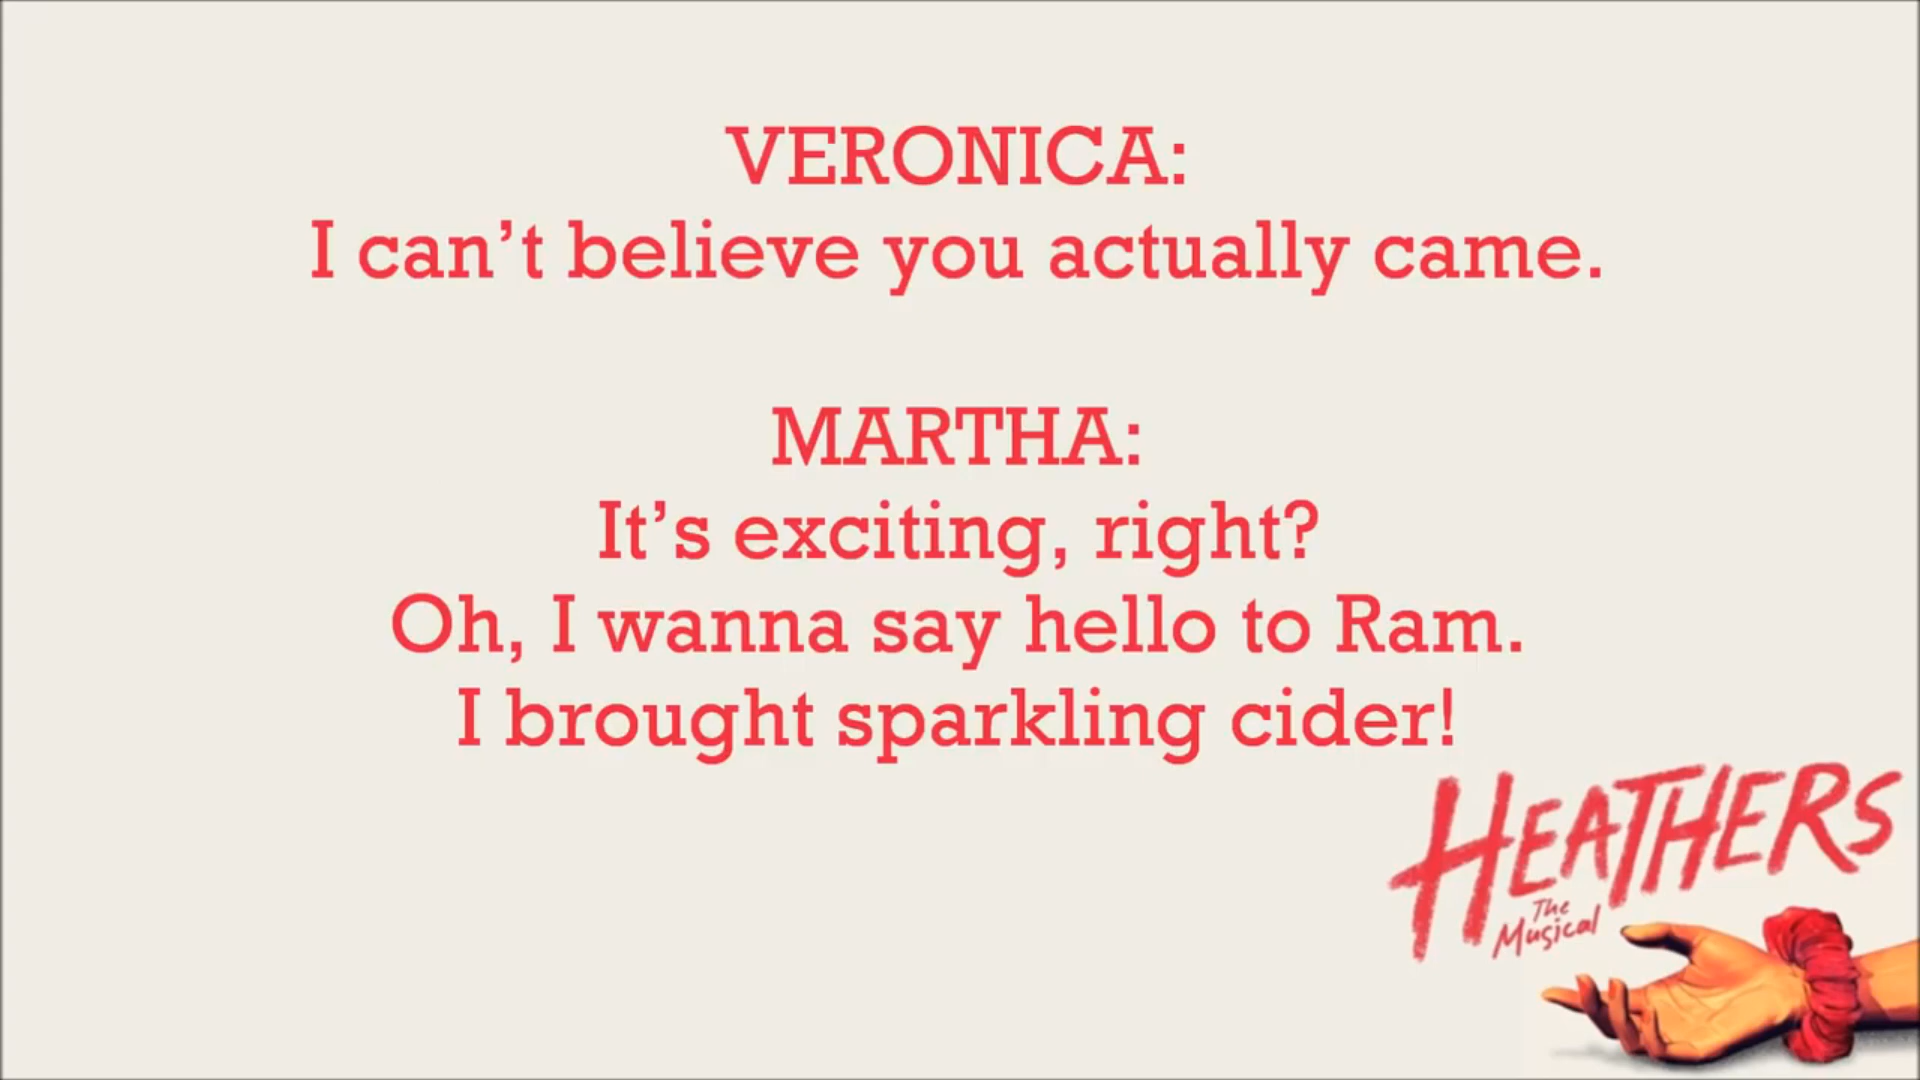 VERONICA:
I can’t believe you actually came.
MARTHA:
It’s exciting, right?
Oh, I wanna say hello to Ram.
I brought sparkling cider!
HEATHERS
The
Musical